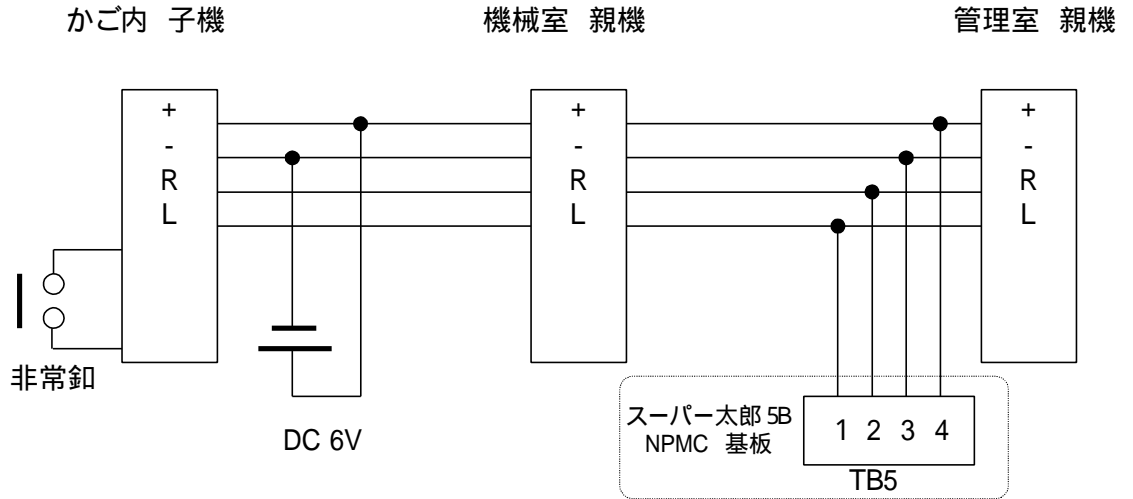 かご内 子機
機械室 親機
管理室 親機
+
-
R
L
+
-
R
L
+
-
R
L
非常釦
DC 6V
スーパー太郎 5B
NPMC 基板
1 2 3 4
TB5